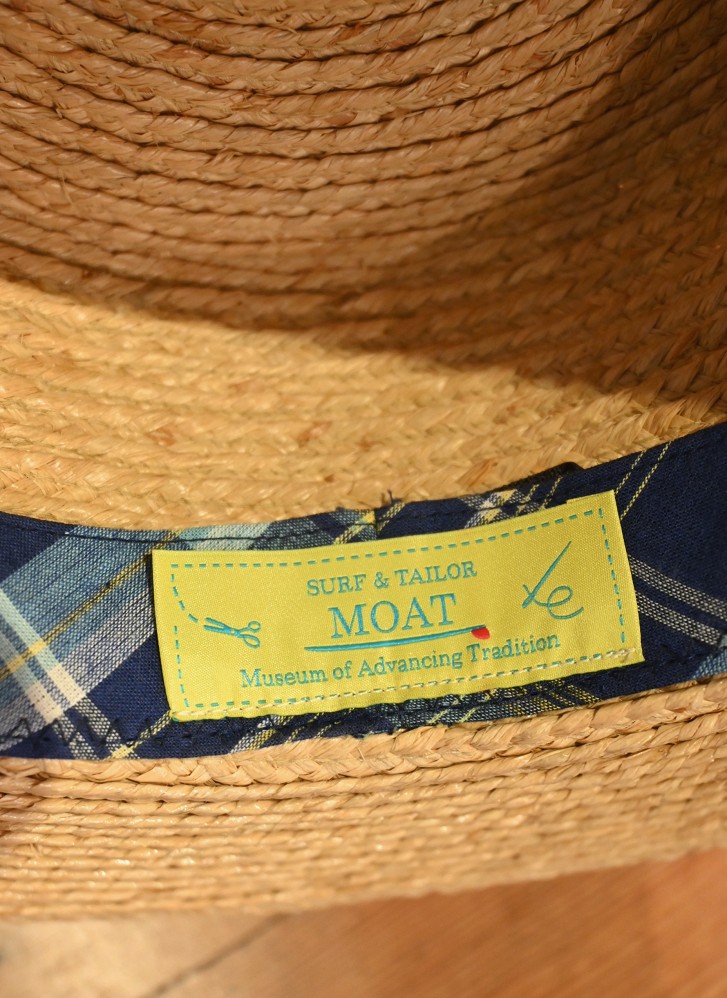 SURF & TAILOR
MOAT
Museum of Advancing Tradition